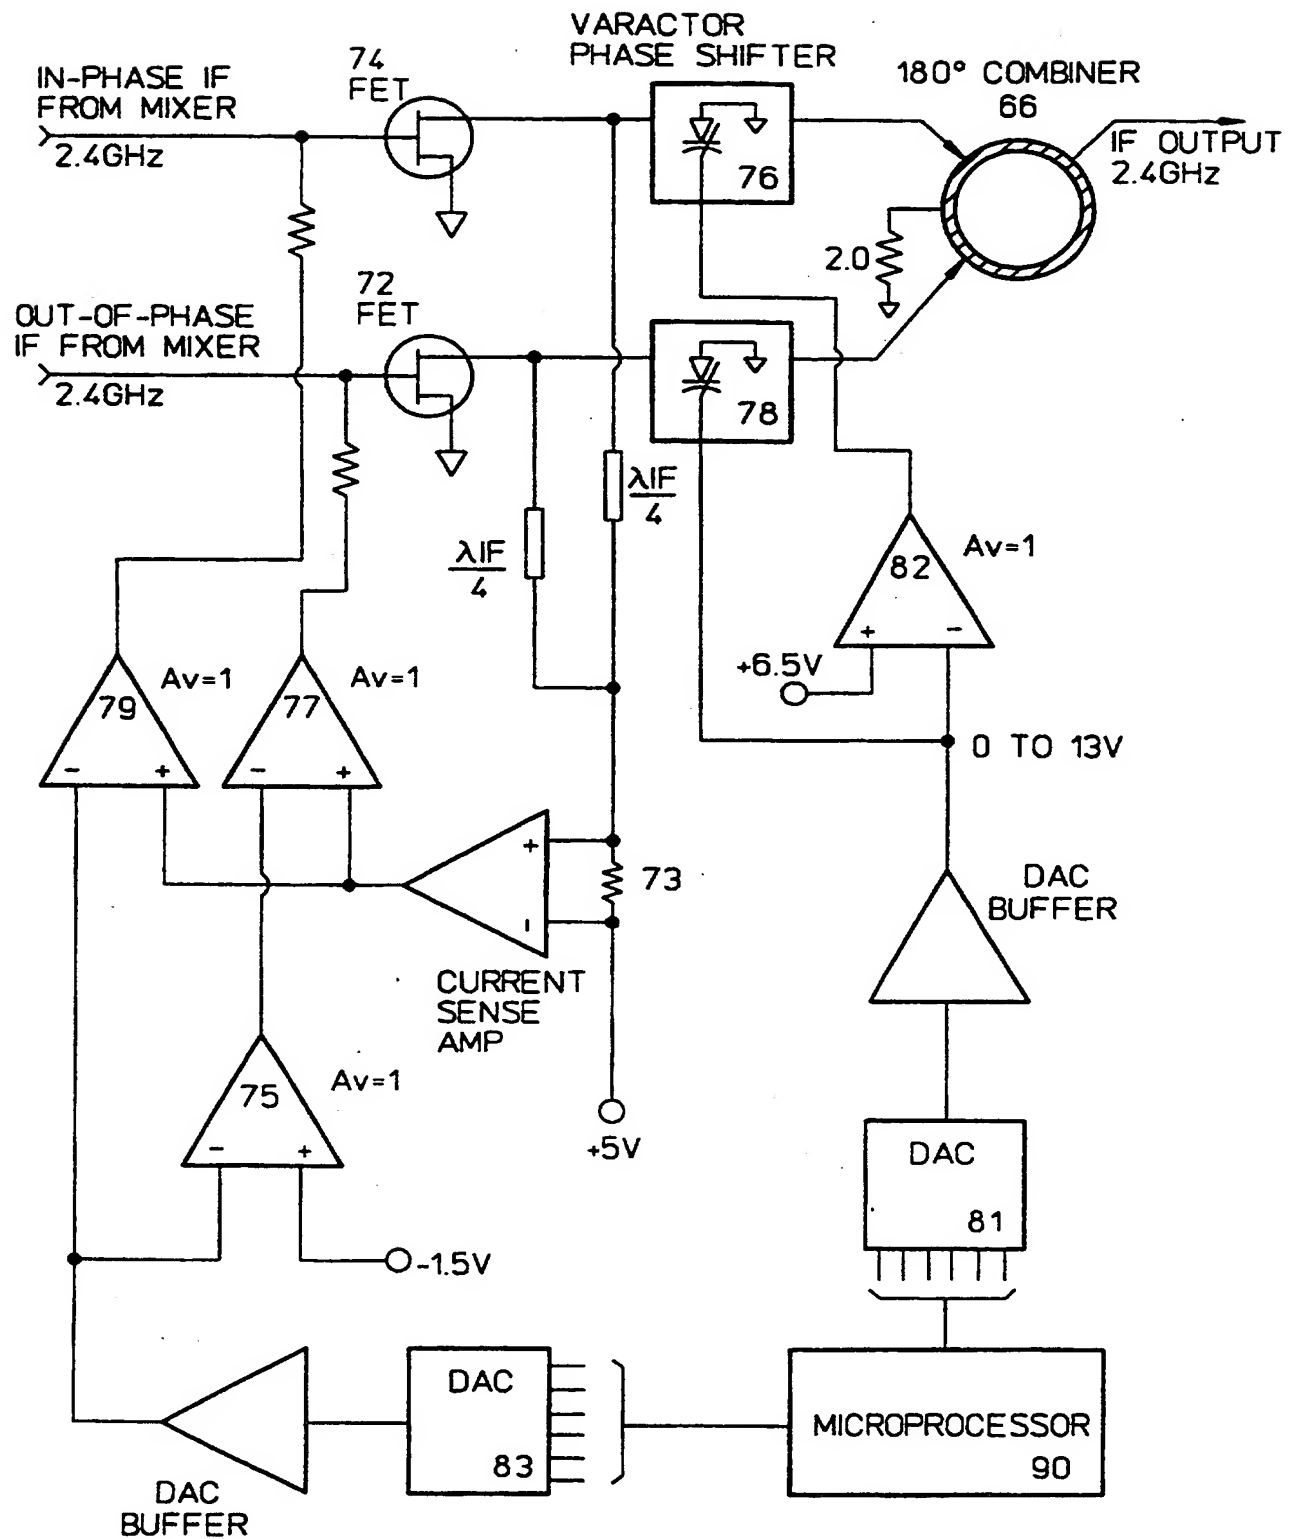 VARACTOR
PHASE SHIFTER
74
FET
IN-PHASE IF
FROM MIXER
2.4GHz
180° COMBINER
66
IF OUTPUT
2.4GHz
76
2.0
72
FET
OUT-OF-PHASE
IF FROM MIXER
2.4GHz
78
λIF
4
λIF
4
82
Av=1
+
-
+6.5V
0 TO 13V
79
Av=1
-
+
77
Av=1
-
+
+
-
73
CURRENT
SENSE
AMP
DAC
BUFFER
75
Av=1
-
+
-1.5V
+5V
DAC
81
DAC
83
MICROPROCESSOR
90
DAC
BUFFER